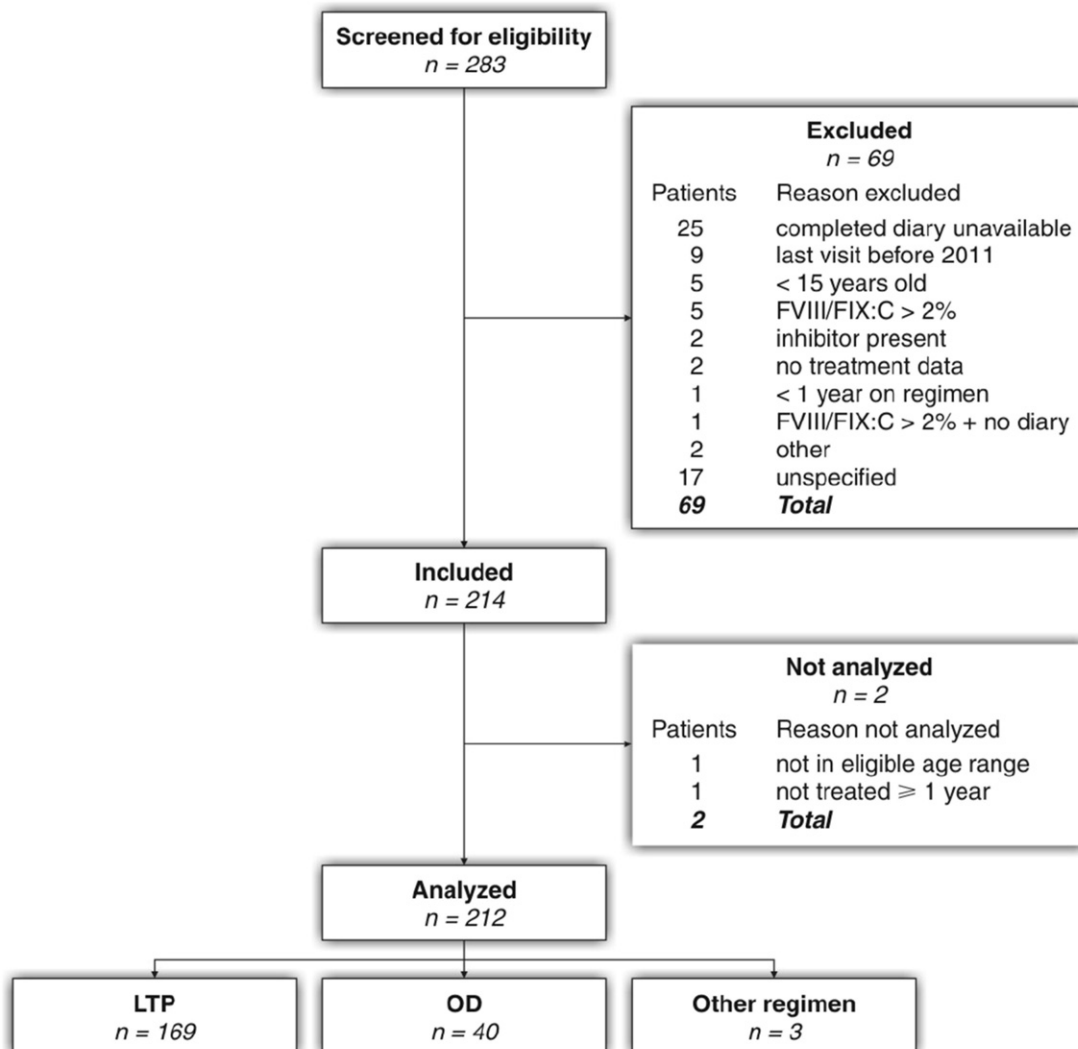 Screened for eligibility
n = 283
Excluded
n = 69
Patients Reason excluded
25 completed diary unavailable
9 last visit before 2011
5 < 15 years old
5 FVIII/FIX:C > 2%
2 inhibitor present
2 no treatment data
1 < 1 year on regimen
1 FVIII/FIX:C > 2% + no diary
2 other
17 unspecified
69 Total
Included
n = 214
Not analyzed
n = 2
Patients Reason not analyzed
1 not in eligible age range
1 not treated ⩾ 1 year
2 Total
Analyzed
n = 212
LTP
n = 169
OD
n = 40
Other regimen
n = 3